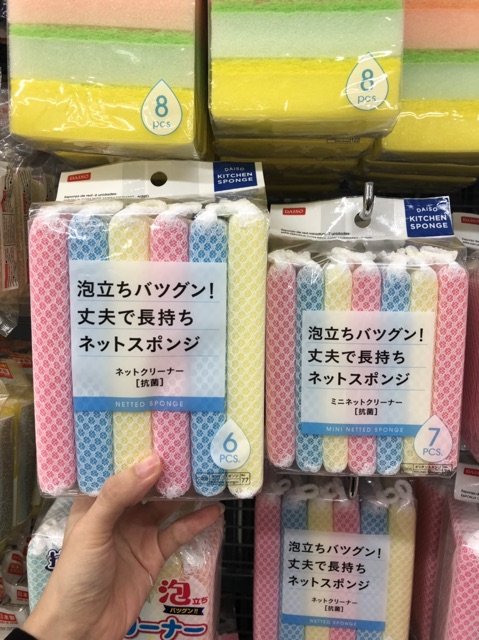 8
pcs
8
pcs
DAISO
DAISO
KITCHEN
SPONGE
泡立ちバツグン!
丈夫で長持ち
ネットスポンジ
ネットクリーナー
[抗菌]
NETTED SPONGE
6
PCS.
DAISO
DAISO
KITCHEN
SPONGE
泡立ちバツグン!
丈夫で長持ち
ネットスポンジ
ミニネットクリーナー
[抗菌]
MINI NETTED SPONGE
7
PCS.
泡立ちバツグン!
丈夫で長持ち
ネットスポンジ
ネットクリーナー
[抗菌]
泡立ち
バツグン!!
ーナー